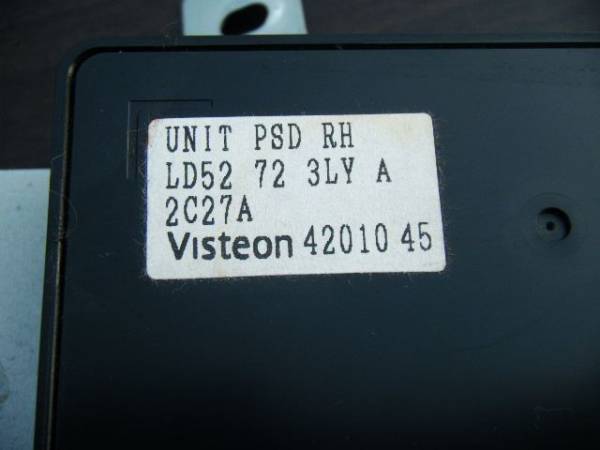 UNIT PSD RH
LD52 72 3LY A
2C27A
Visteon 42010 45